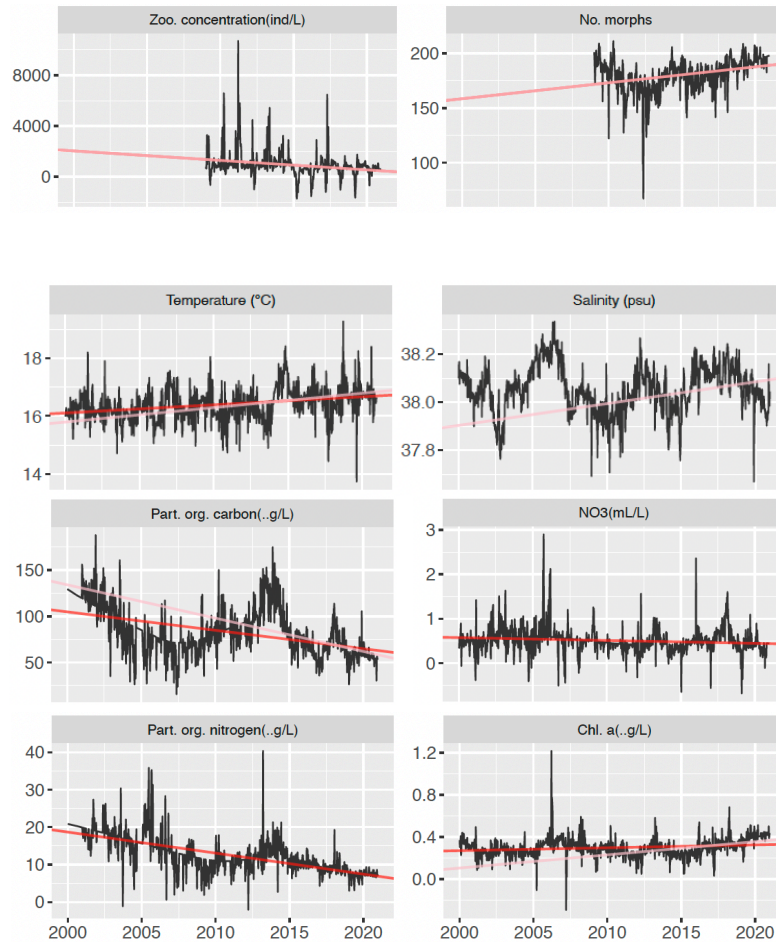 Zoo. concentration(ind/L)
No. morphs
8000
4000
0
200
150
100
Temperature (°C)
Salinity (psu)
18
16
14
38.2
38.0
37.8
Part. org. carbon(..g/L)
NO3(mL/L)
150
100
50
3
2
1
0
Part. org. nitrogen(..g/L)
Chl. a(..g/L)
40
30
20
10
0
1.2
0.8
0.4
0.0
2000 2005 2010 2015 2020
2000 2005 2010 2015 2020